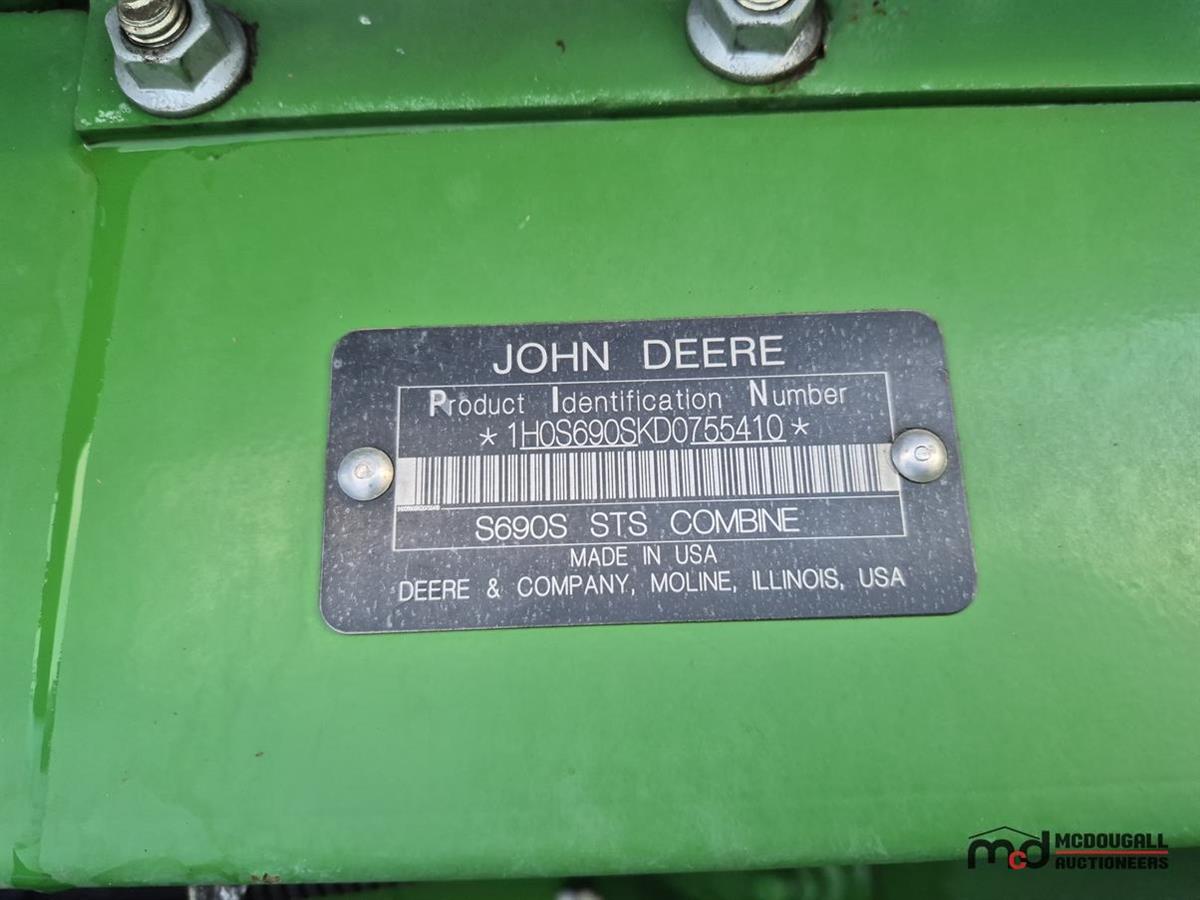 JOHN DEERE
Product Identification Number
*1H0S690SKD0755410*
S690S STS COMBINE
MADE IN USA
DEERE & COMPANY, MOLINE, ILLINOIS, USA
mcd MCDOUGALL
AUCTIONEERS